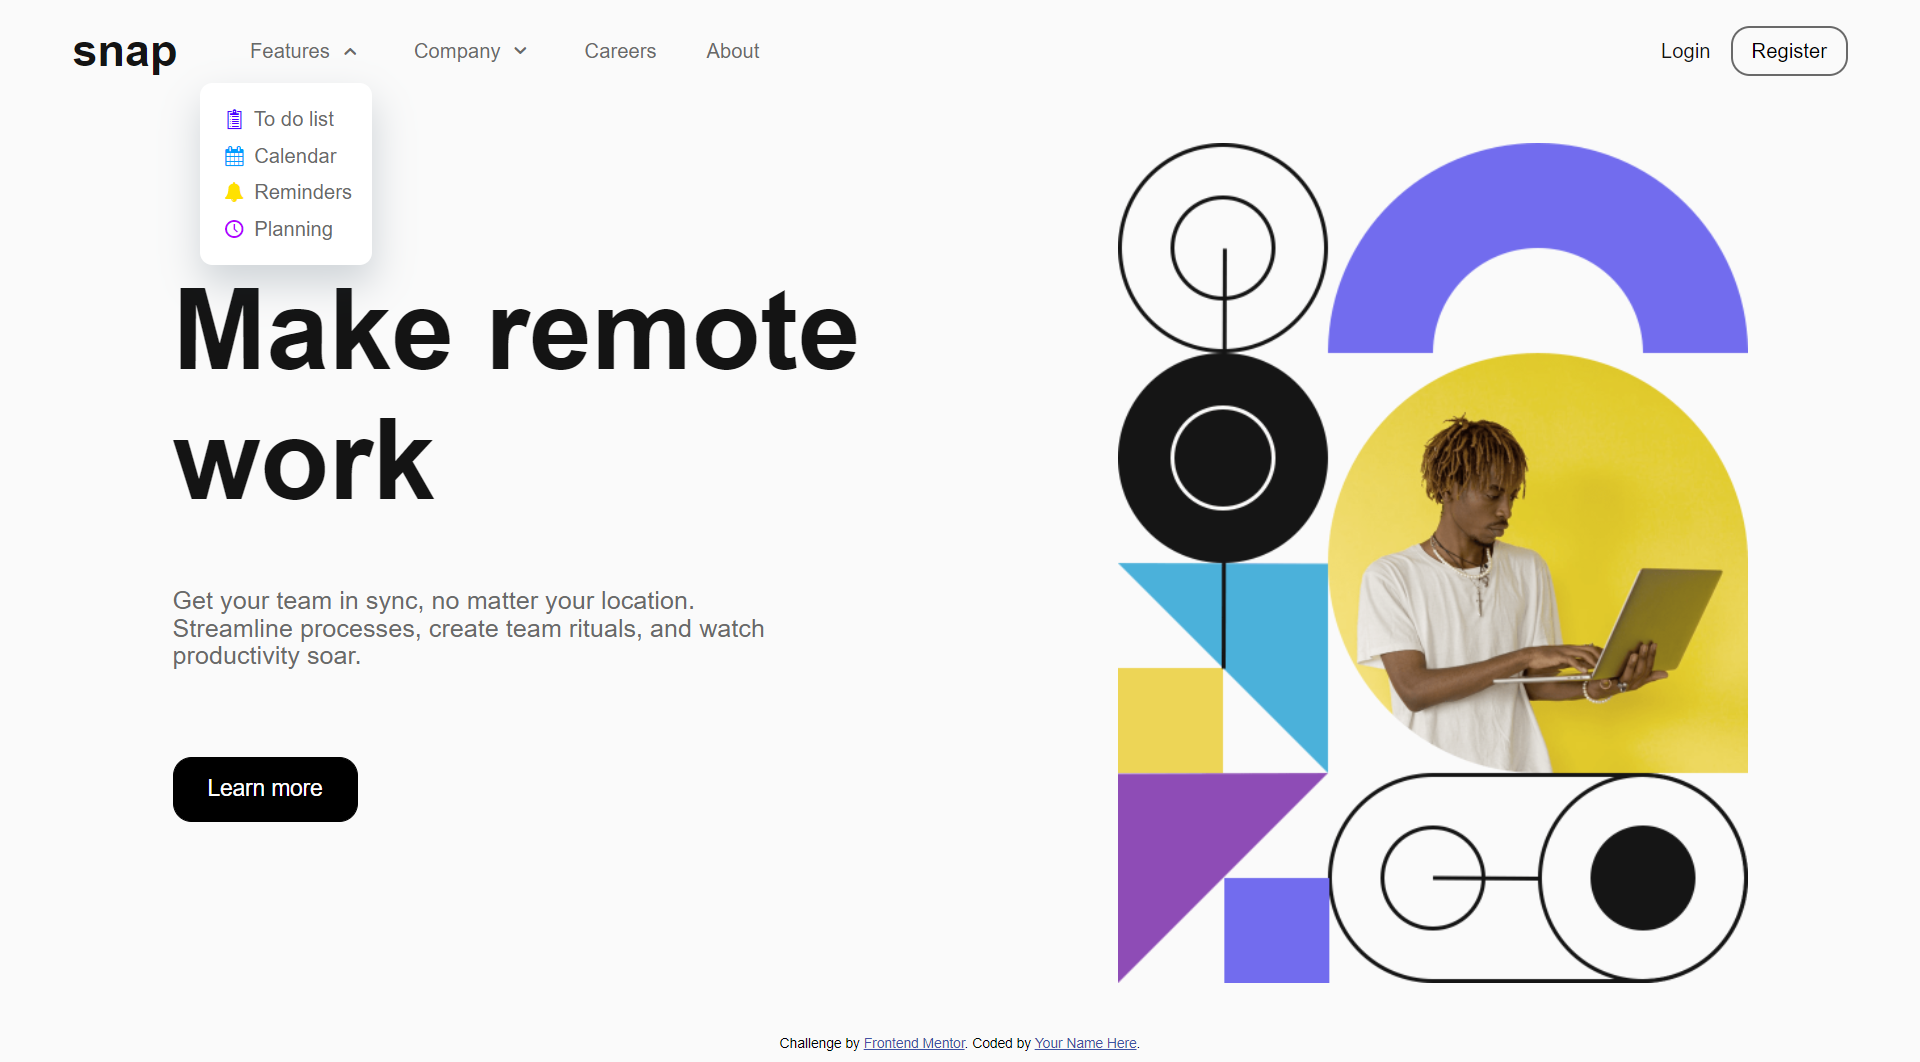 snap
Features
Company
Careers
About
Login
Register
To do list
Calendar
Reminders
Planning
Make remote
work
Get your team in sync, no matter your location.
Streamline processes, create team rituals, and watch
productivity soar.
Learn more
Challenge by Frontend Mentor. Coded by Your Name Here.